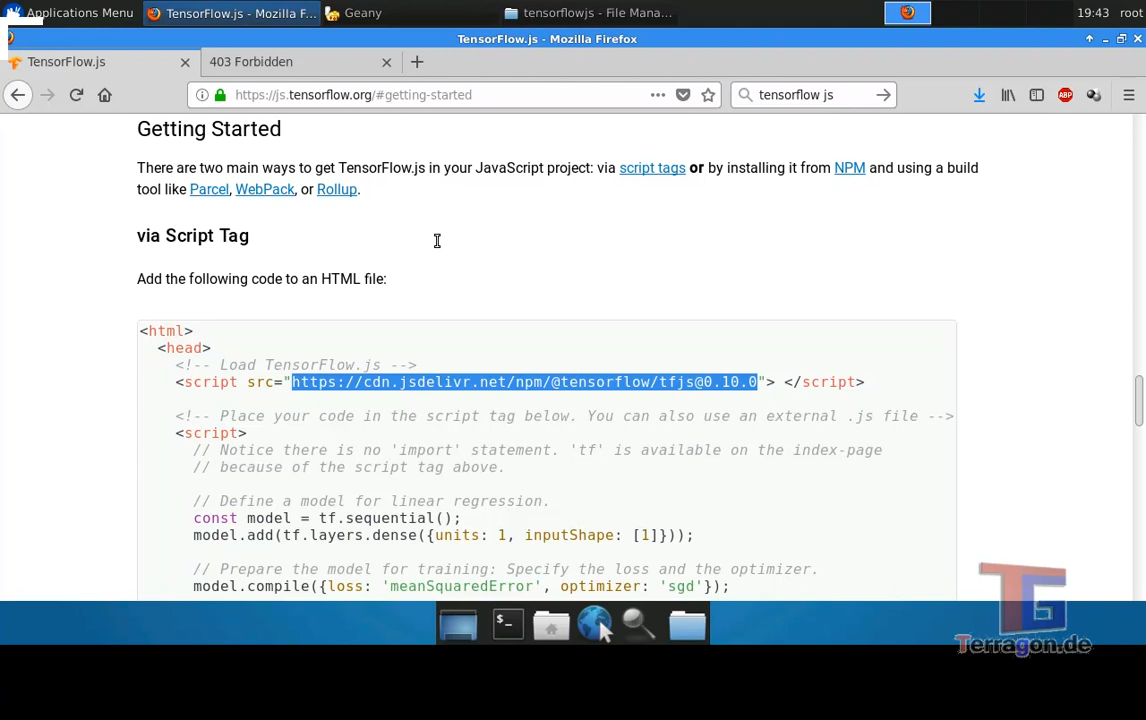 Applications Menu
TensorFlow.js - Mozilla F...
Geany
tensorflowjs - File Mana...
19:43
root
TensorFlow.js - Mozilla Firefox
TensorFlow.js
403 Forbidden
https://js.tensorflow.org/#getting-started
tensorflow js
ABP
Getting Started
There are two main ways to get TensorFlow.js in your JavaScript project: via script tags or by installing it from NPM and using a build
tool like Parcel, WebPack, or Rollup.
via Script Tag
Add the following code to an HTML file:
<html>
<head>
<!-- Load TensorFlow.js -->
<script src="https://cdn.jsdelivr.net/npm/@tensorflow/tfjs@0.10.0"> </script>
<!-- Place your code in the script tag below. You can also use an external .js file -->
<script>
// Notice there is no 'import' statement. 'tf' is available on the index-page
// because of the script tag above.
// Define a model for linear regression.
const model = tf.sequential();
model.add(tf.layers.dense({units: 1, inputShape: [1]}));
// Prepare the model for training: Specify the loss and the optimizer.
model.compile({loss: 'meanSquaredError', optimizer: 'sgd'});
$_
TG
Terragon.de